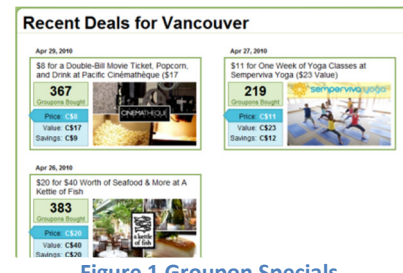 Recent Deals for Vancouver
Apr 29, 2010
$8 for a Double-Bill Movie Ticket, Popcorn,
and Drink at Pacific Cinémathèque ($17
367
Groupons Bought
Price: C$8
Value: C$17
Savings: C$9
CINEMATHEQUE
Apr 27, 2010
$11 for One Week of Yoga Classes at
Semperviva Yoga ($23 Value)
219
Groupons Bought
Price: C$11
Value: C$23
Savings: C$12
semperviva yoga
Apr 26, 2010
$20 for $40 Worth of Seafood & More at A
Kettle of Fish
383
Groupons Bought
Price: C$20
Value: C$40
Savings: C$20
a kettle
of fish
Figure 1 Groupon Specials